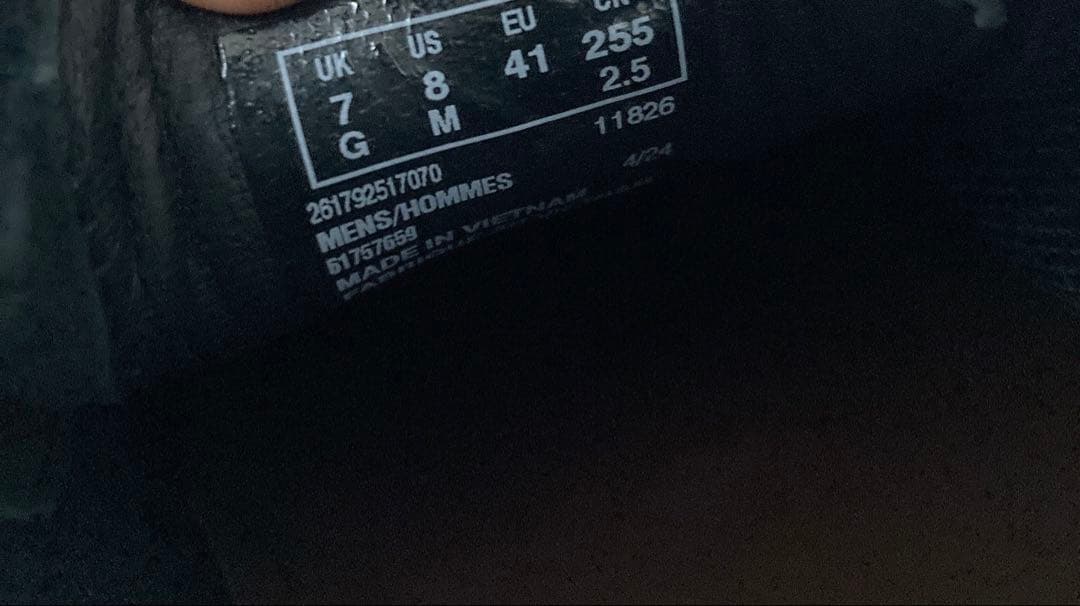 UK US EU CN
7 8 41 255
G M 2.5
261792517070 11826
MENS/HOMMES 4/24
61757659
MADE IN VIETNAM